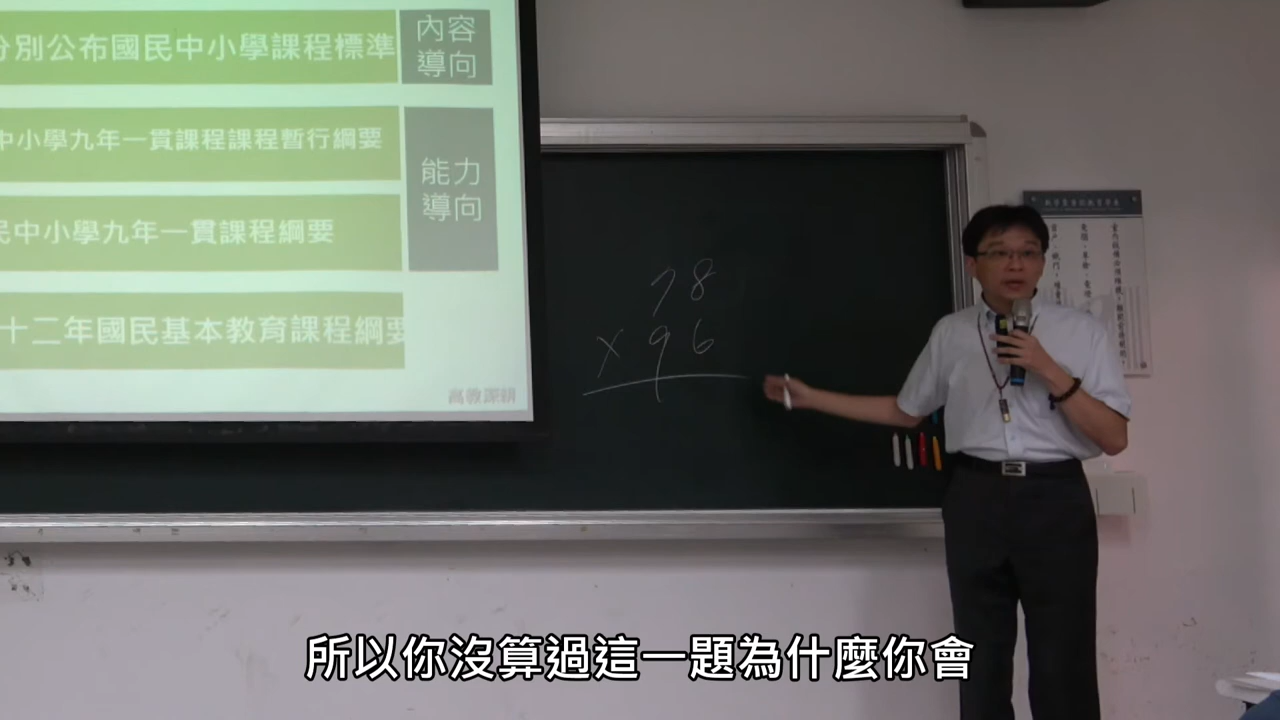 分別公布國民中小學課程標準
內容
導向
中小學九年一貫課程課程暫行綱要
能力
導向
民中小學九年一貫課程綱要
十二年國民基本教育課程綱要
高教深耕
78
×96
所以你沒算過這一題為什麼你會